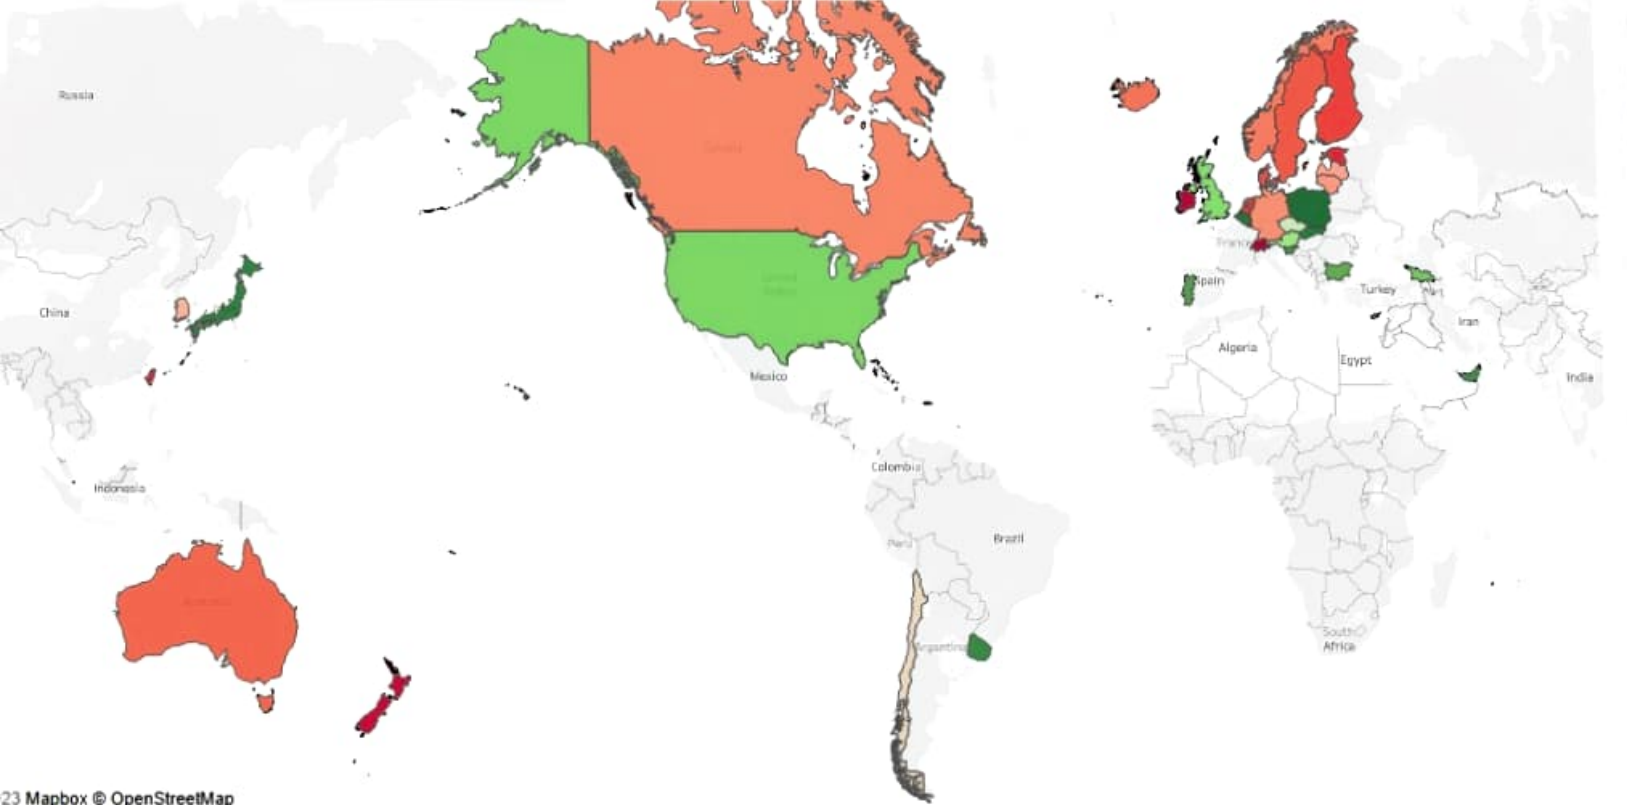 Russia
China
Indonesia
Australia
Canada
United
States
Mexico
Colombia
Peru
Brazil
Argentina
France
Spain
Turkey
Algeria
Egypt
Iran
India
South
Africa
23 Mapbox © OpenStreetMap